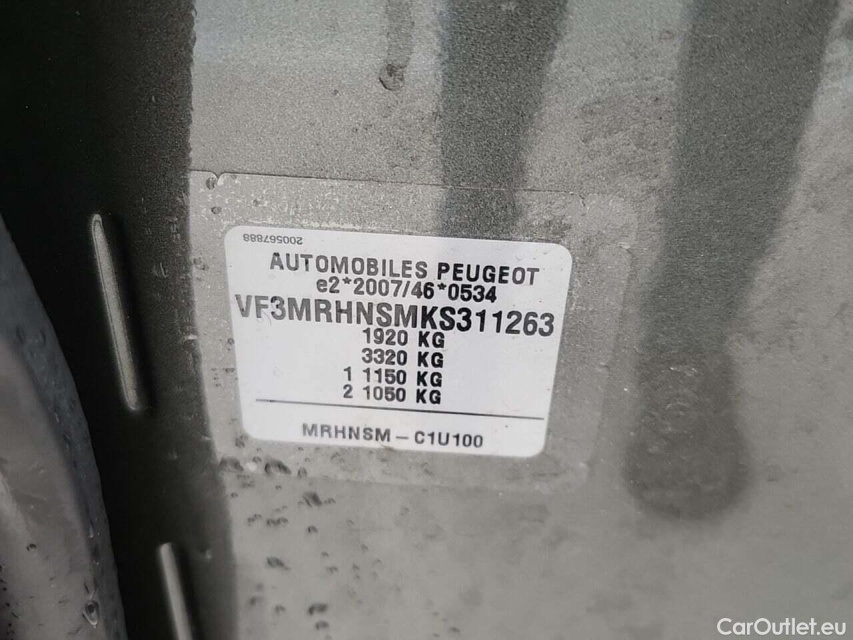 200567888
AUTOMOBILES PEUGEOT
e2*2007/46*0534
VF3MRHNSMKS311263
1920 KG
3320 KG
1 1150 KG
2 1050 KG
MRHNSM – C1U100
CarOutlet.eu